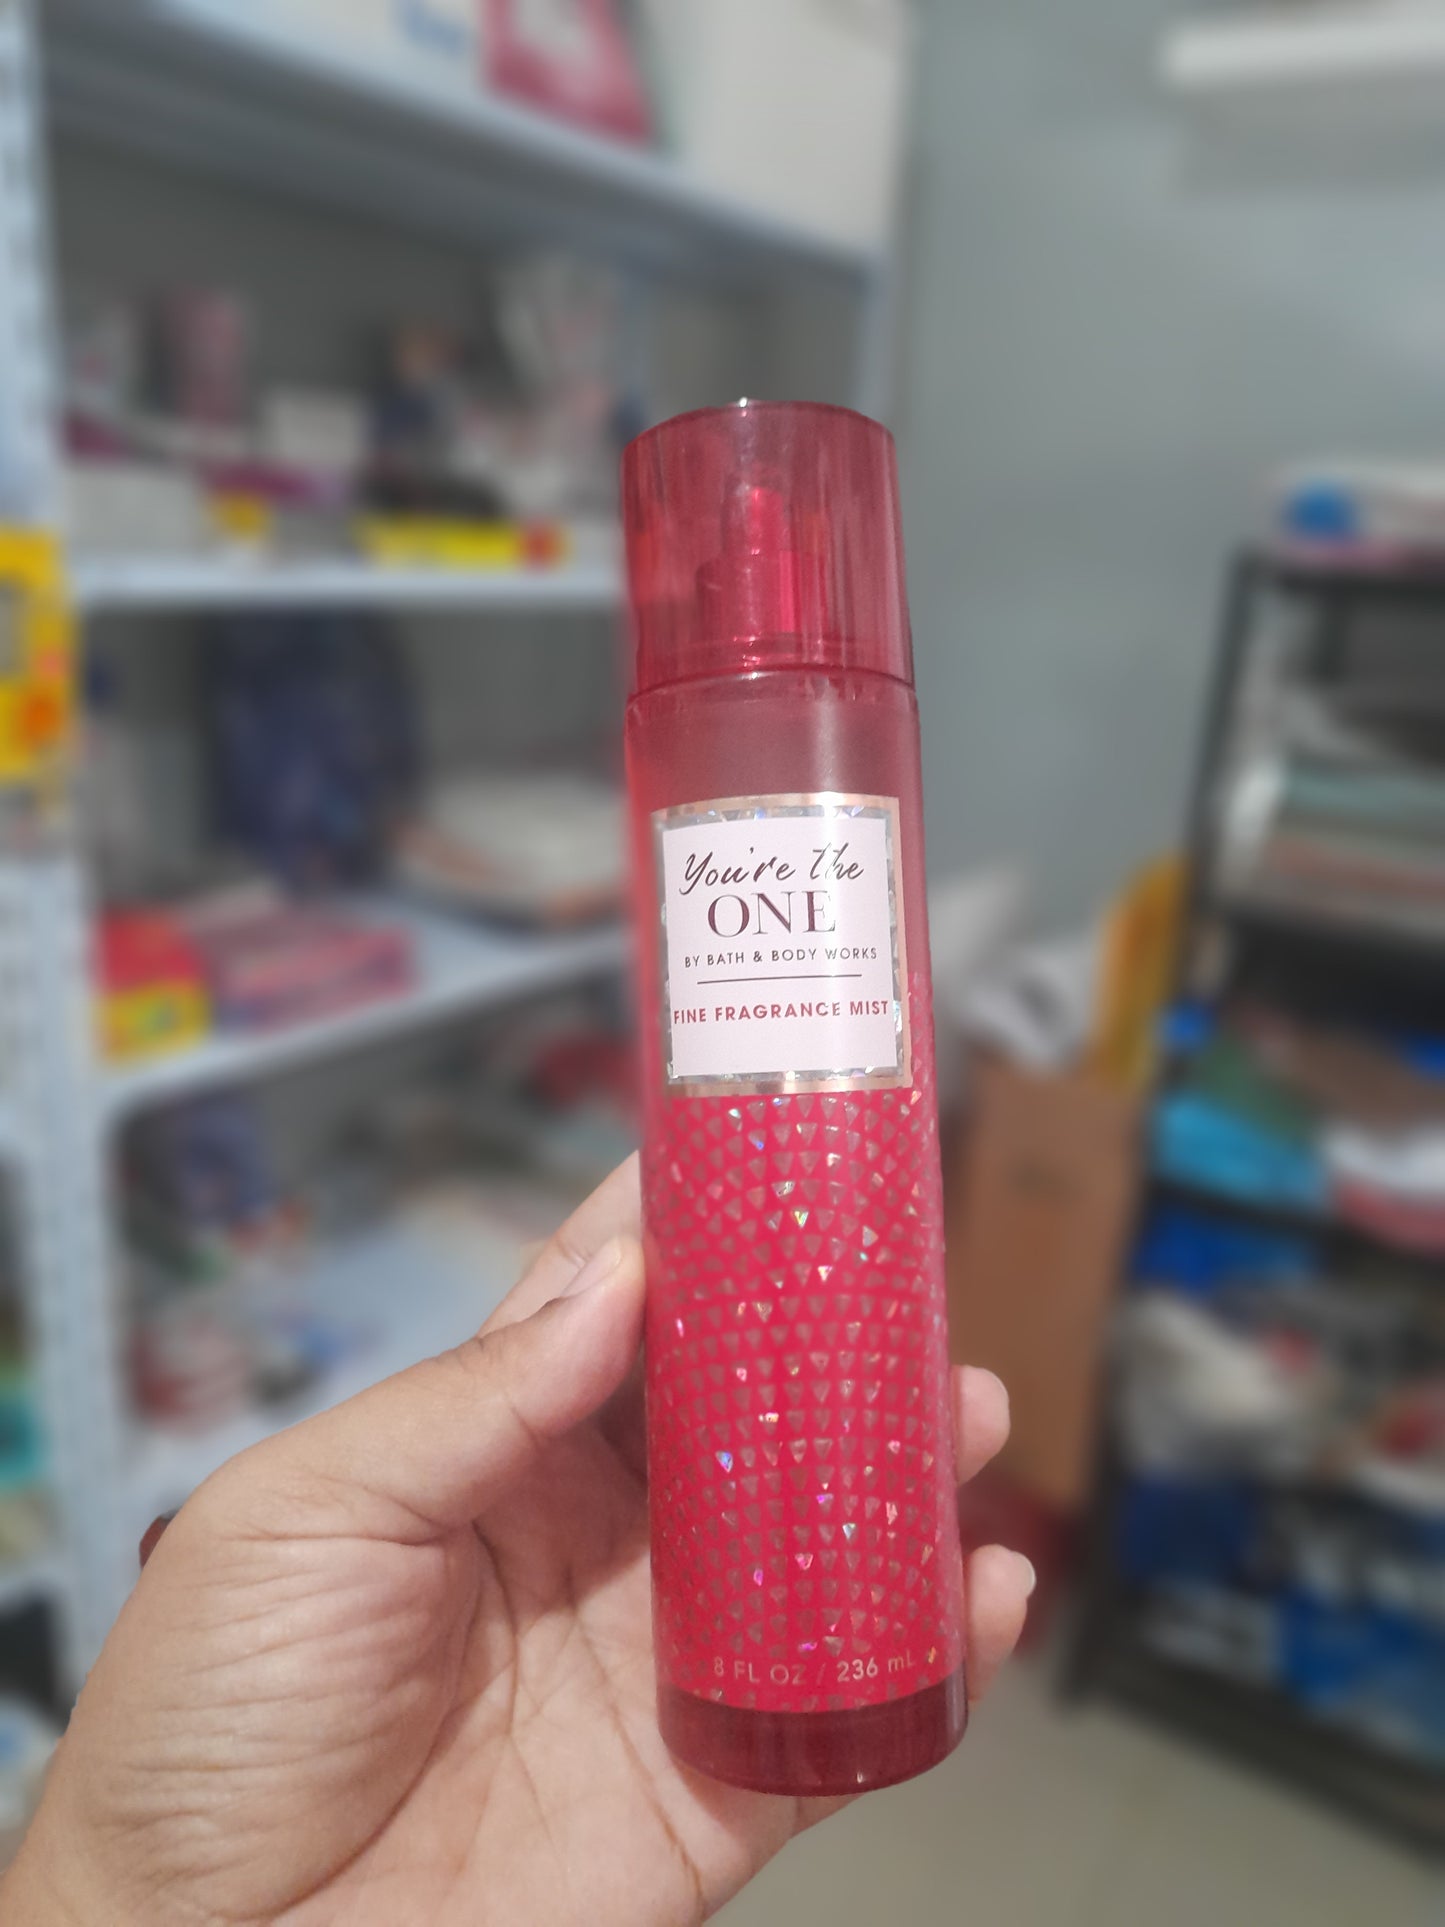 You're the
ONE
BY BATH & BODY WORKS
FINE FRAGRANCE MIST
8 FL OZ / 236 mL